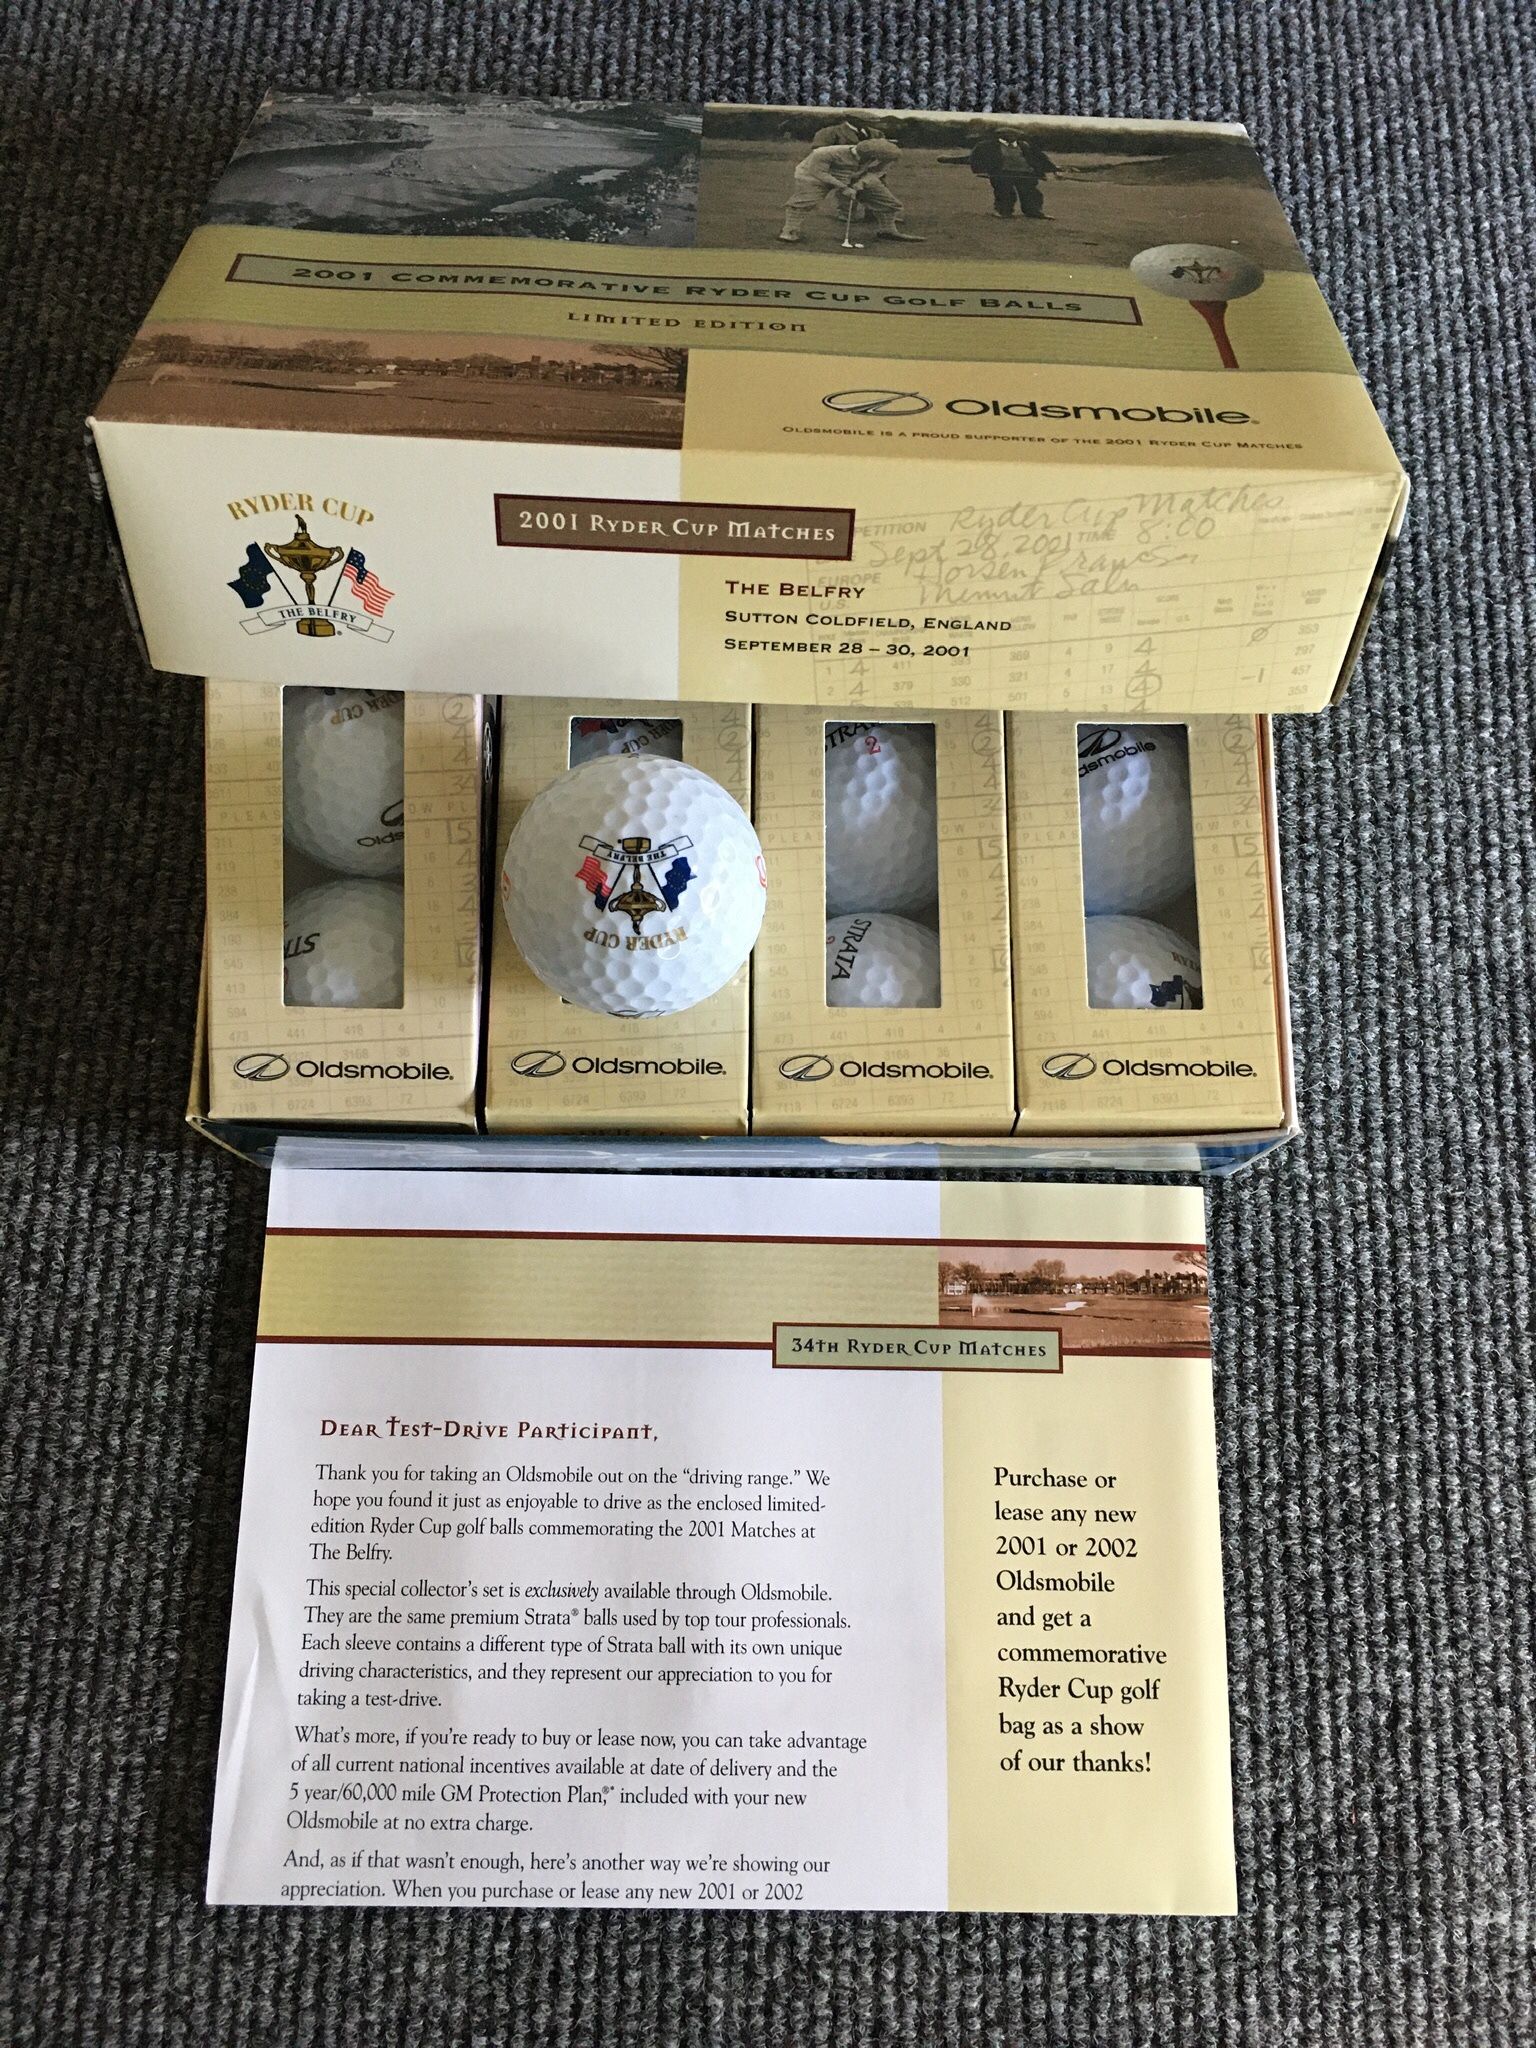 2001 COMMEMORATIVE RYDER CUP GOLF BALLS
LIMITED EDITION
Oldsmobile
OLDSMOBILE IS A PROUD SUPPORTER OF THE 2001 RYDER CUP MATCHES
RYDER CUP
THE BELFRY
2001 RYDER CUP MATCHES
THE BELFRY
SUTTON COLDFIELD, ENGLAND
SEPTEMBER 28 – 30, 2001
Ryder Cup Matches
Sept 28 2001 TIME 8:00
EUROPE
U.S.
STRATA
2
RYDER CUP
THE BELFRY
Oldsmobile.
Oldsmobile.
Oldsmobile.
Oldsmobile.
34TH RYDER CUP MATCHES
DEAR TEST-DRIVE PARTICIPANT,
Thank you for taking an Oldsmobile out on the “driving range.” We
hope you found it just as enjoyable to drive as the enclosed limited-
edition Ryder Cup golf balls commemorating the 2001 Matches at
The Belfry.
This special collector’s set is exclusively available through Oldsmobile.
They are the same premium Strata® balls used by top tour professionals.
Each sleeve contains a different type of Strata ball with its own unique
driving characteristics, and they represent our appreciation to you for
taking a test-drive.
What’s more, if you’re ready to buy or lease now, you can take advantage
of all current national incentives available at date of delivery and the
5 year/60,000 mile GM Protection Plan,®* included with your new
Oldsmobile at no extra charge.
And, as if that wasn’t enough, here’s another way we’re showing our
appreciation. When you purchase or lease any new 2001 or 2002
Purchase or
lease any new
2001 or 2002
Oldsmobile
and get a
commemorative
Ryder Cup golf
bag as a show
of our thanks!